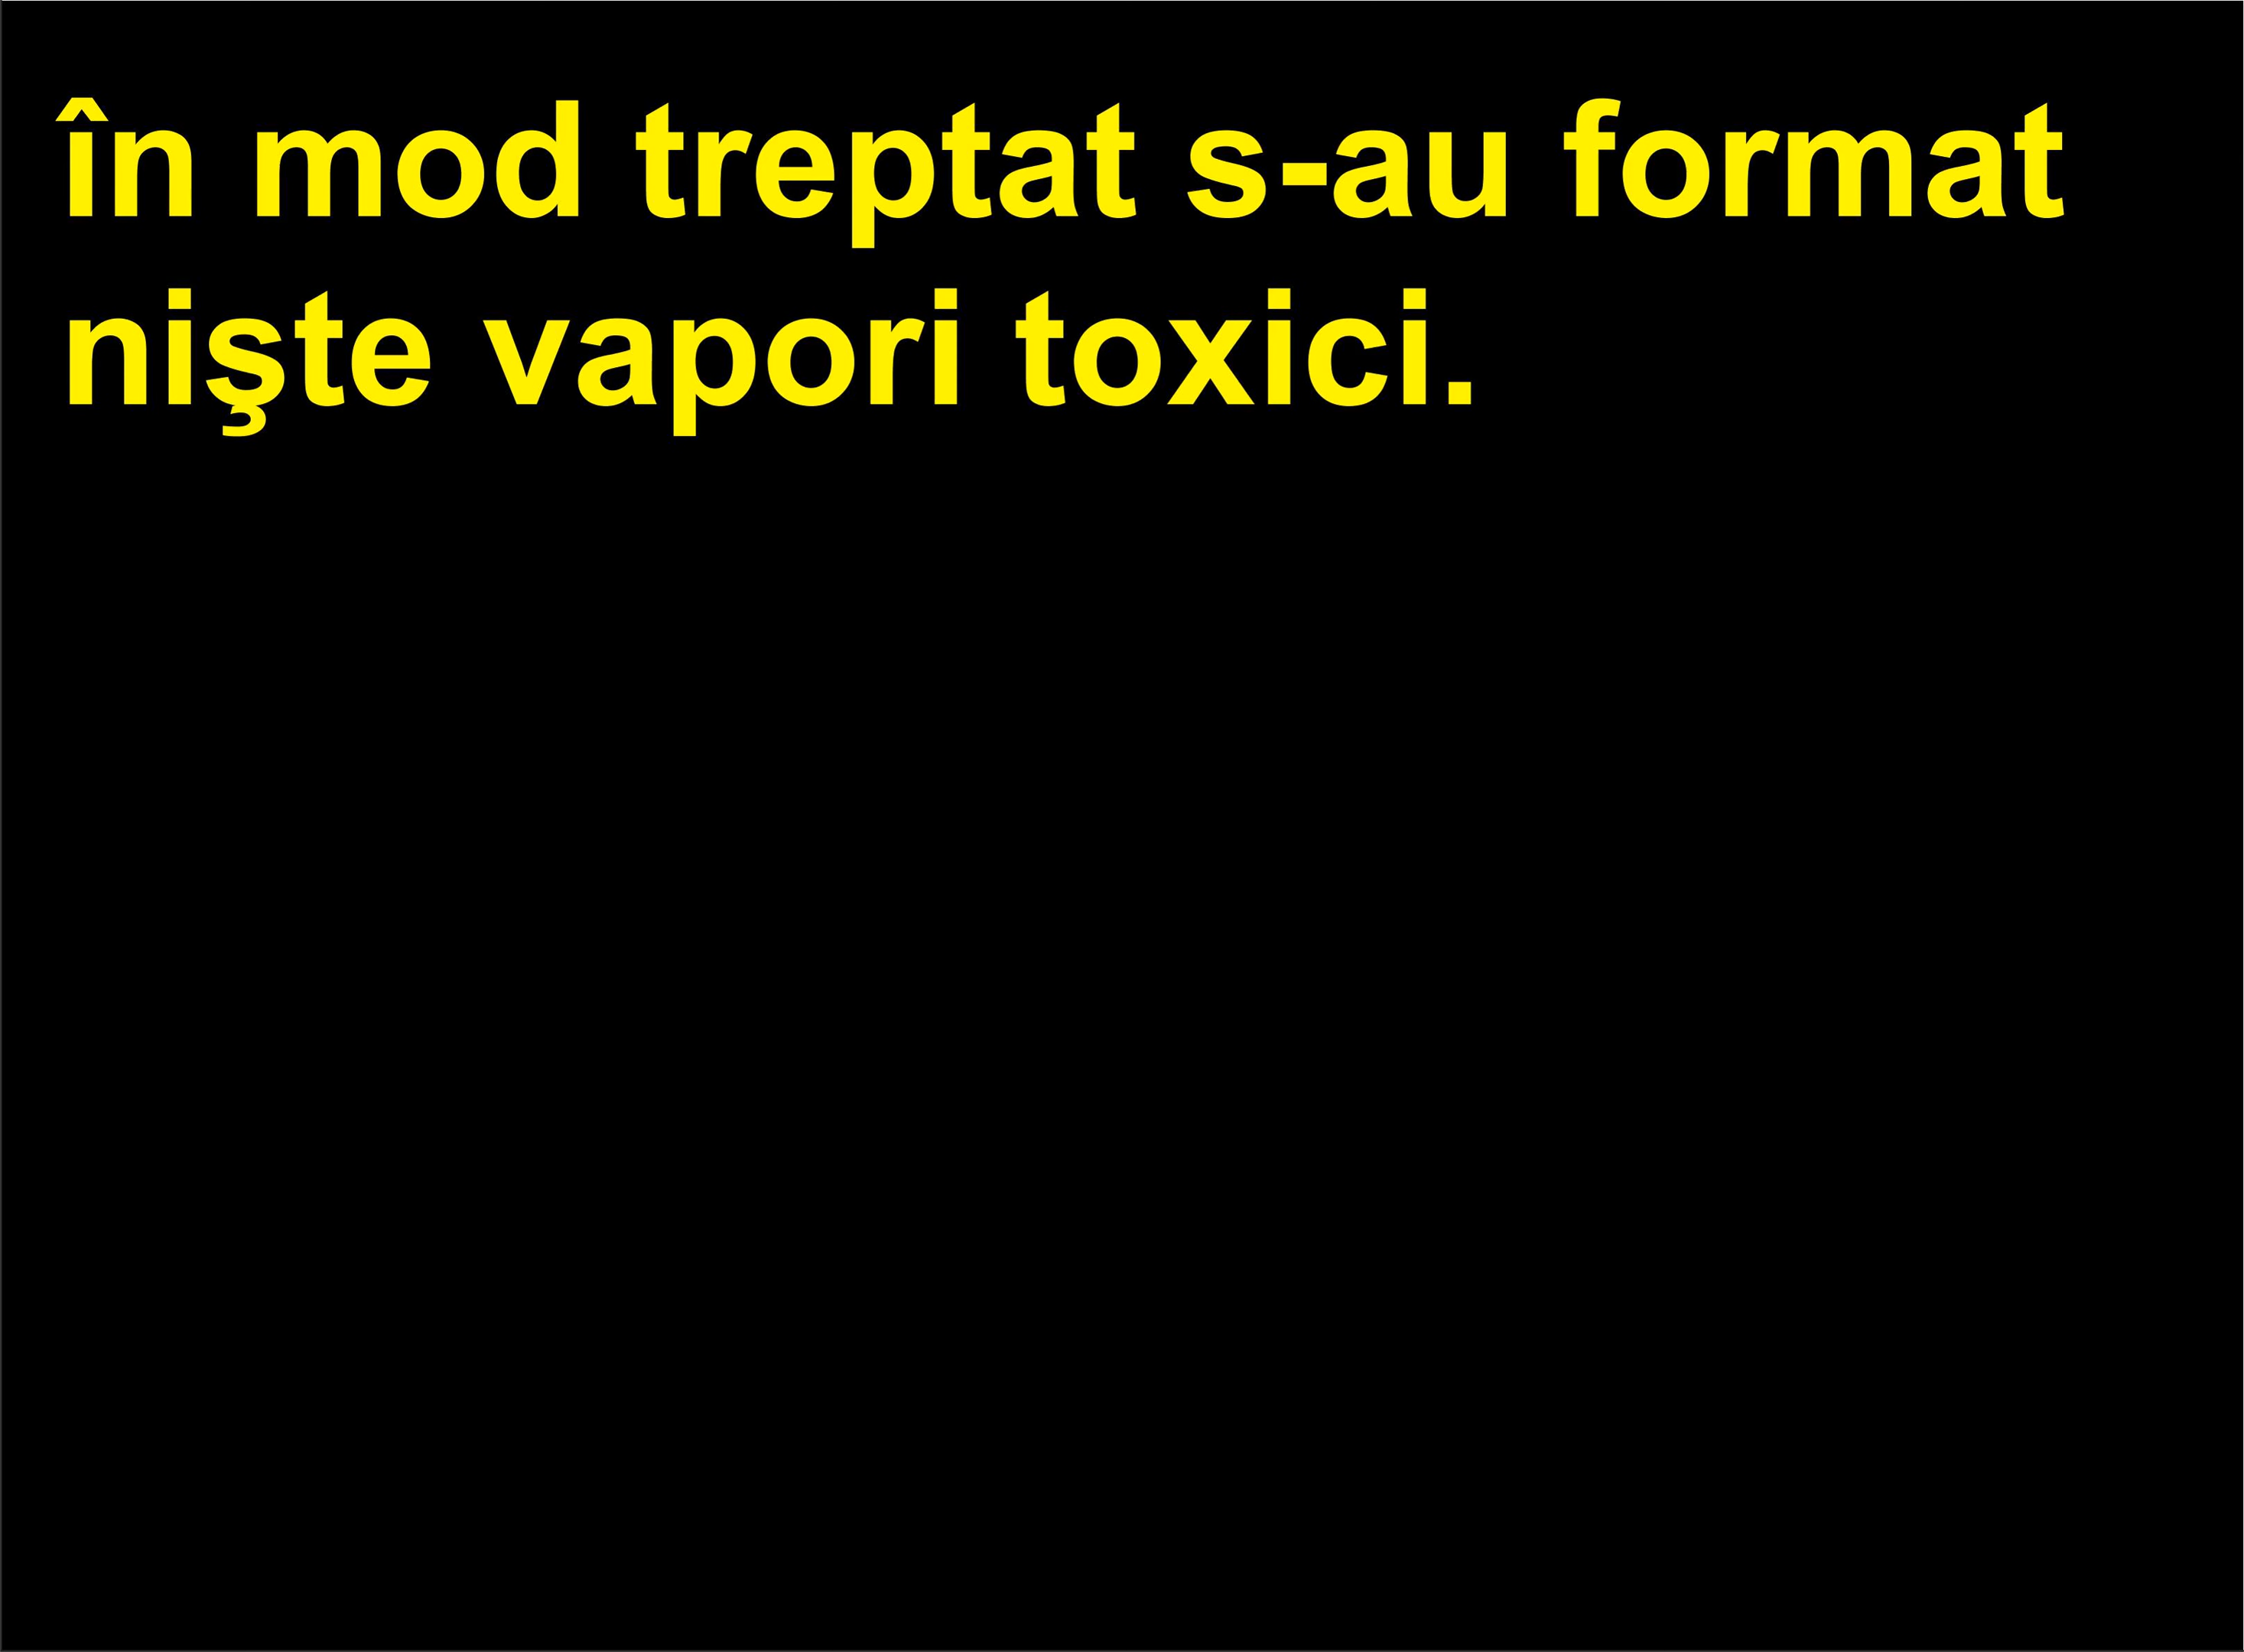 în mod treptat s-au format
nişte vapori toxici.